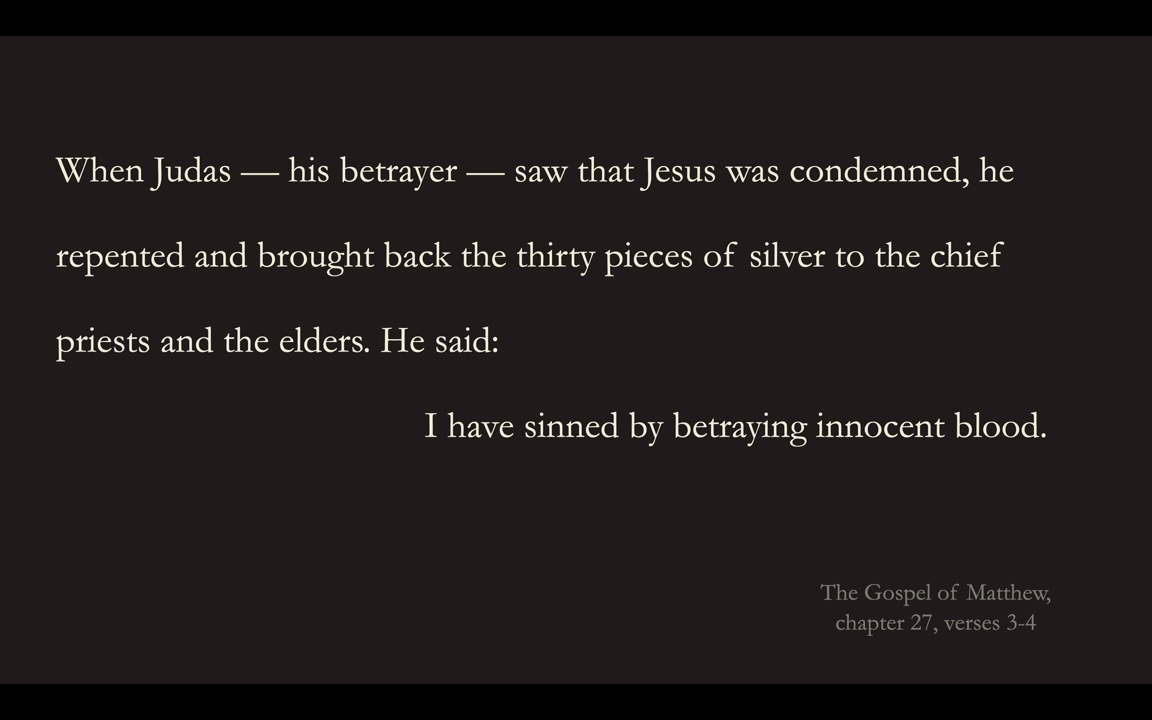 When Judas — his betrayer — saw that Jesus was condemned, he
repented and brought back the thirty pieces of silver to the chief
priests and the elders. He said:
I have sinned by betraying innocent blood.
The Gospel of Matthew,
chapter 27, verses 3-4